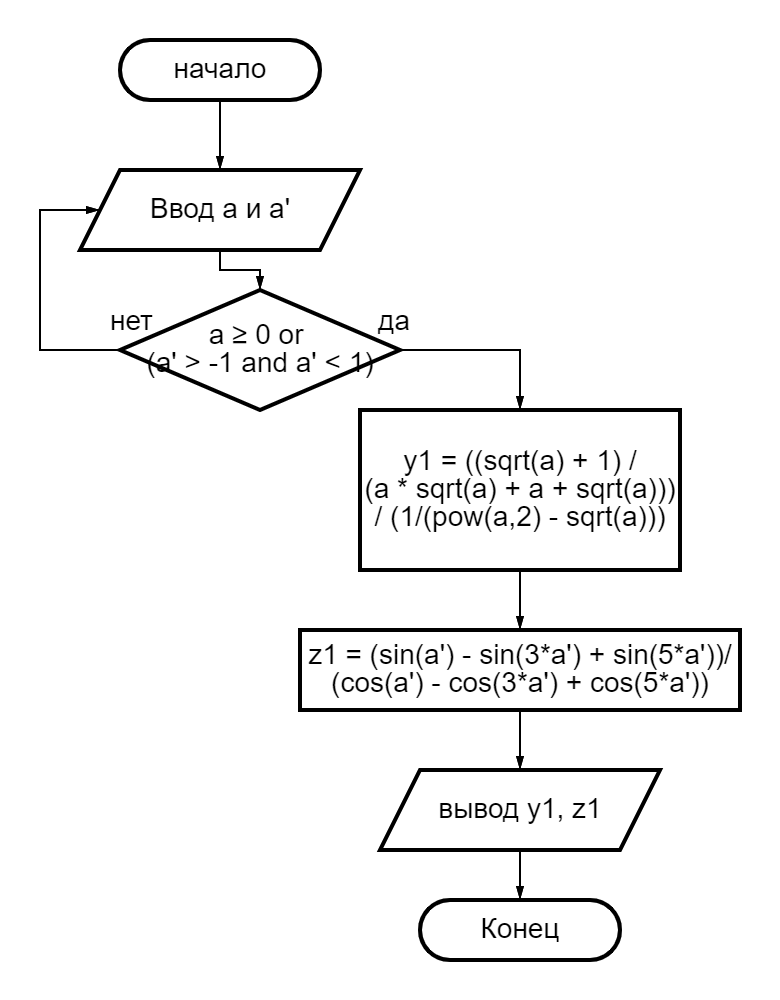 начало
Ввод a и a'
нет
да
a ≥ 0 or
(a' > -1 and a' < 1)
y1 = ((sqrt(a) + 1) /
(a * sqrt(a) + a + sqrt(a)))
/ (1/(pow(a,2) - sqrt(a)))
z1 = (sin(a') - sin(3*a') + sin(5*a'))/
(cos(a') - cos(3*a') + cos(5*a'))
вывод y1, z1
Конец